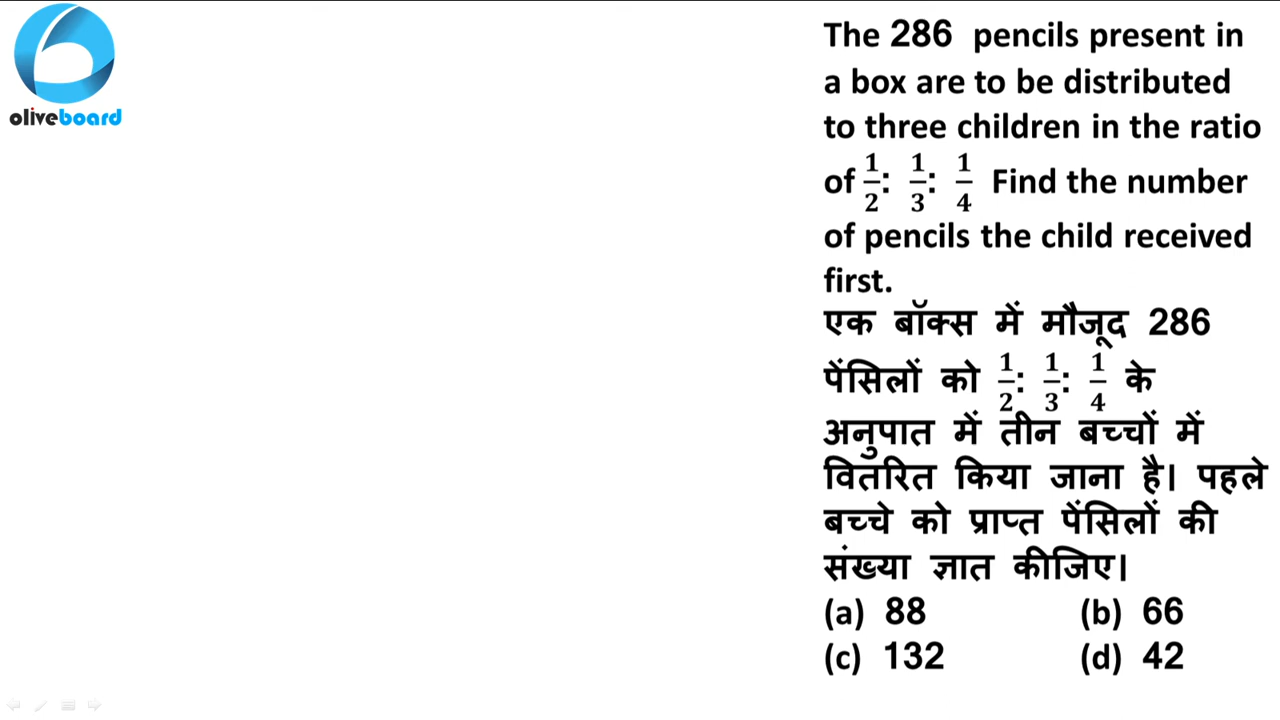 oliveboard
The 286 pencils present in
a box are to be distributed
to three children in the ratio
of 1/2: 1/3: 1/4 Find the number
of pencils the child received
first.
एक बॉक्स में मौजूद 286
पेंसिलों को 1/2: 1/3: 1/4 के
अनुपात में तीन बच्चों में
वितरित किया जाना है। पहले
बच्चे को प्राप्त पेंसिलों की
संख्या ज्ञात कीजिए।
(a) 88 (b) 66
(c) 132 (d) 42